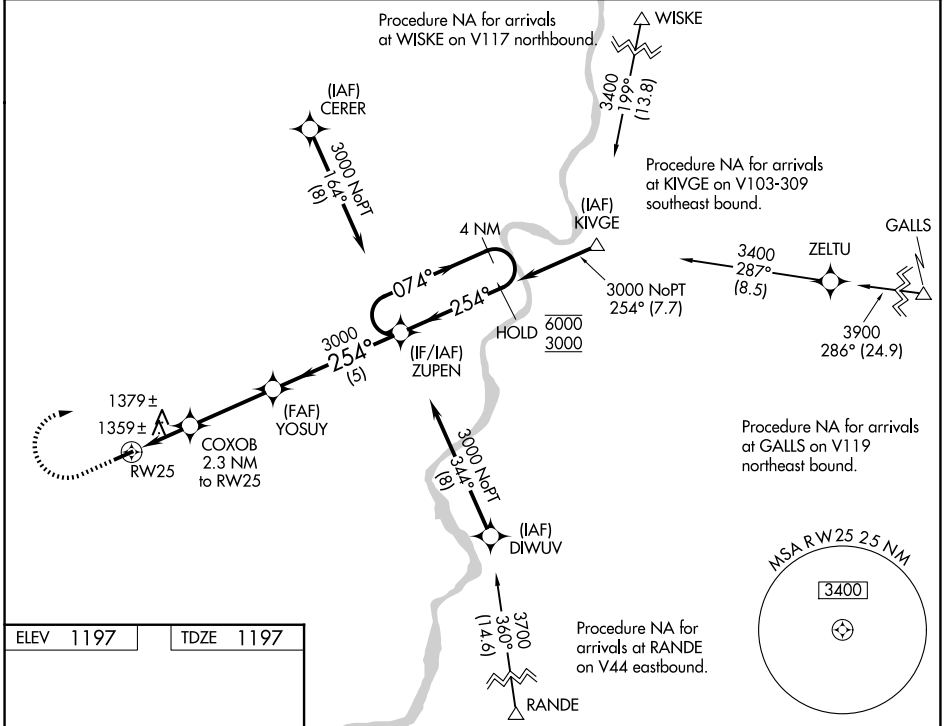 Procedure NA for arrivals
at WISKE on V117 northbound.
WISKE
3400
199°
(13.8)
(IAF)
CERER
3000 NoPT
164°
(8)
Procedure NA for arrivals
at KIVGE on V103-309
southeast bound.
(IAF)
KIVGE
4 NM
GALLS
ZELTU
3400
287°
(8.5)
074°
254°
3000 NoPT
254° (7.7)
3900
286° (24.9)
HOLD
6000
3000
3000
254°
(5)
(IF/IAF)
ZUPEN
1379±
1359±
(FAF)
YOSUY
COXOB
2.3 NM
to RW25
RW25
Procedure NA for arrivals
at GALLS on V119
northeast bound.
3000 NoPT
344°
(8)
(IAF)
DIWUV
MSA RW25 25 NM
3400
ELEV 1197
TDZE 1197
3700
360°
(14.6)
Procedure NA for
arrivals at RANDE
on V44 eastbound.
RANDE